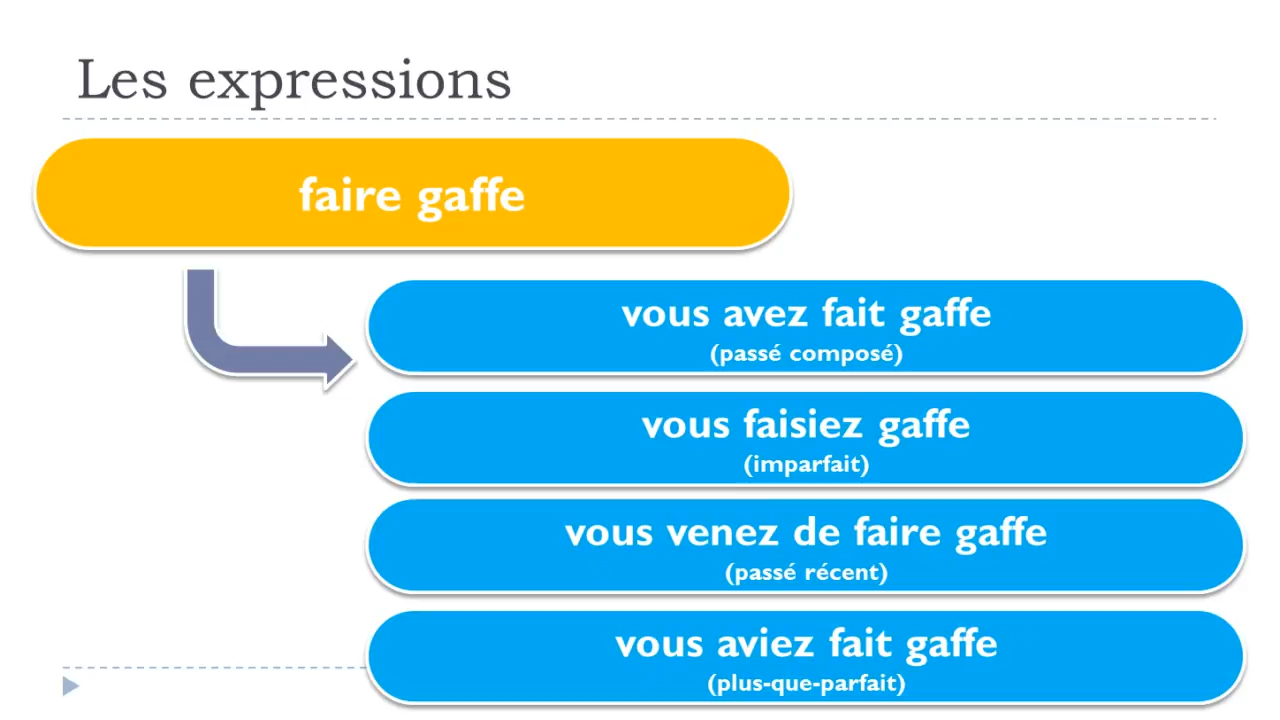 Les expressions
faire gaffe
vous avez fait gaffe
(passé composé)
vous faisiez gaffe
(imparfait)
vous venez de faire gaffe
(passé récent)
vous aviez fait gaffe
(plus-que-parfait)